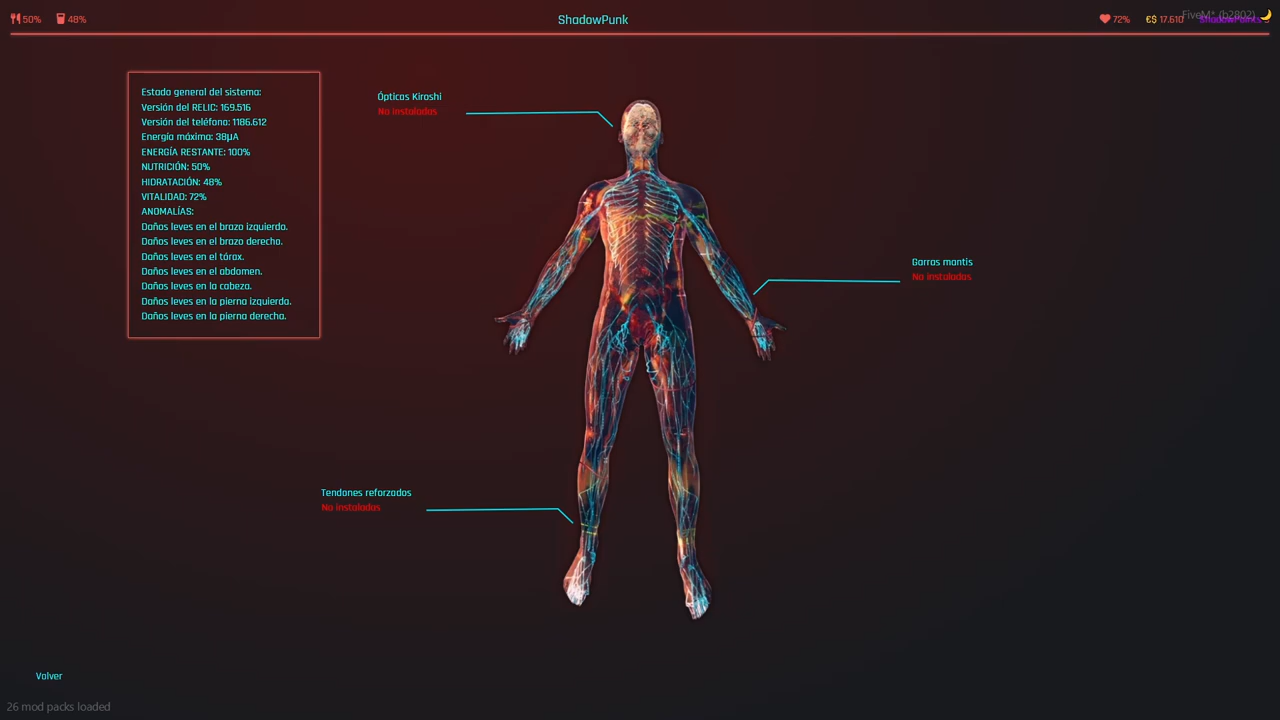 50%
48%
ShadowPunk
72%
€$ 17.610
FiveM* (b2802)
Estado general del sistema:
Versión del RELIC: 169.516
Versión del teléfono: 1186.612
Energía máxima: 38µA
ENERGÍA RESTANTE: 100%
NUTRICIÓN: 50%
HIDRATACIÓN: 48%
VITALIDAD: 72%
ANOMALÍAS:
Daños leves en el brazo izquierdo.
Daños leves en el brazo derecho.
Daños leves en el tórax.
Daños leves en el abdomen.
Daños leves en la cabeza.
Daños leves en la pierna izquierda.
Daños leves en la pierna derecha.
Ópticas Kiroshi
No instaladas
Garras mantis
No instaladas
Tendones reforzados
No instalados
Volver
26 mod packs loaded